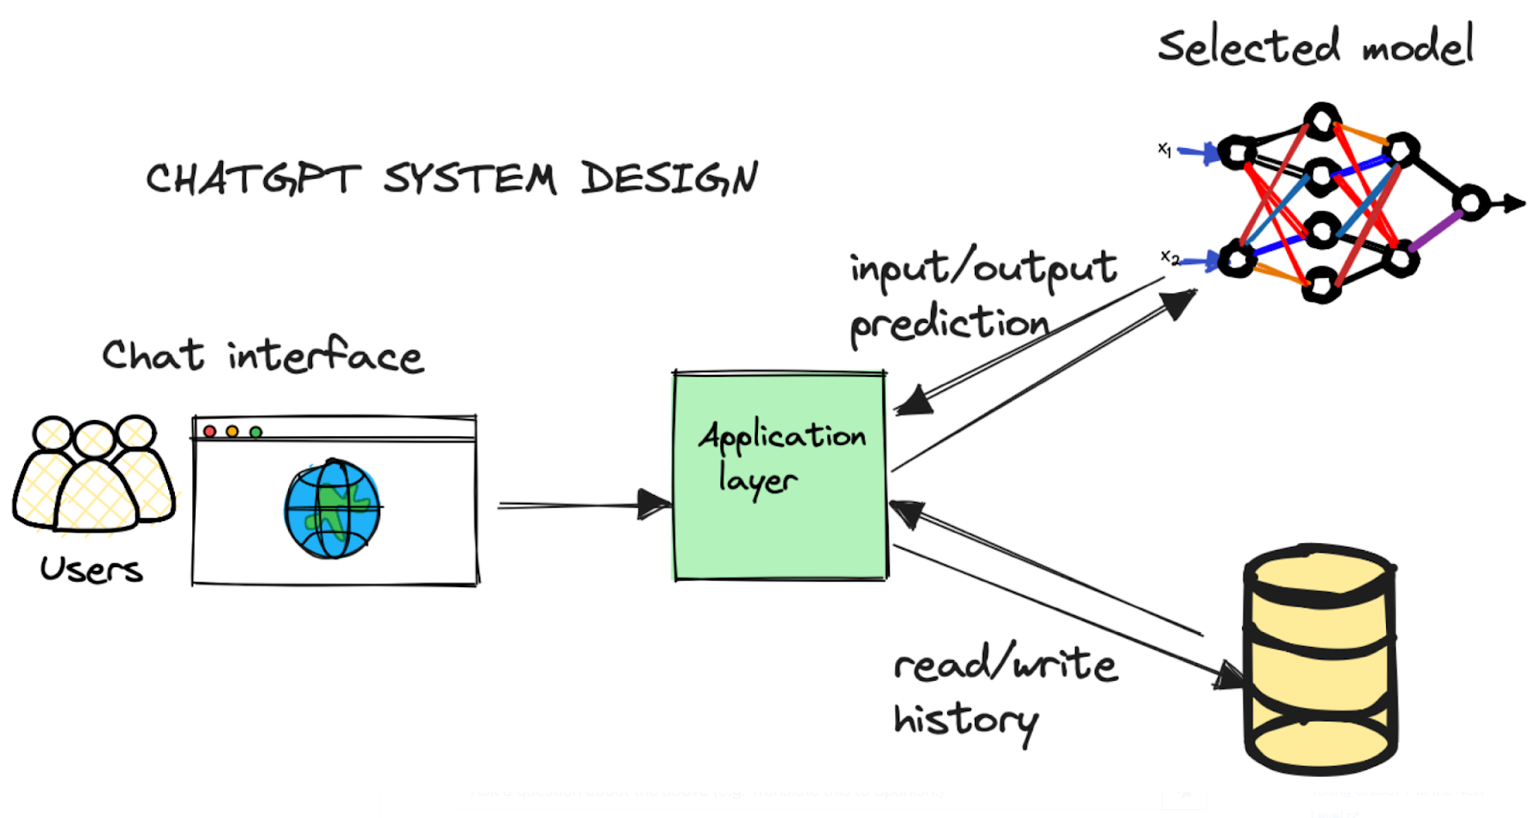 Selected model
x1
x2
CHATGPT SYSTEM DESIGN
input/output
prediction
Chat interface
Users
Application
layer
read/write
history